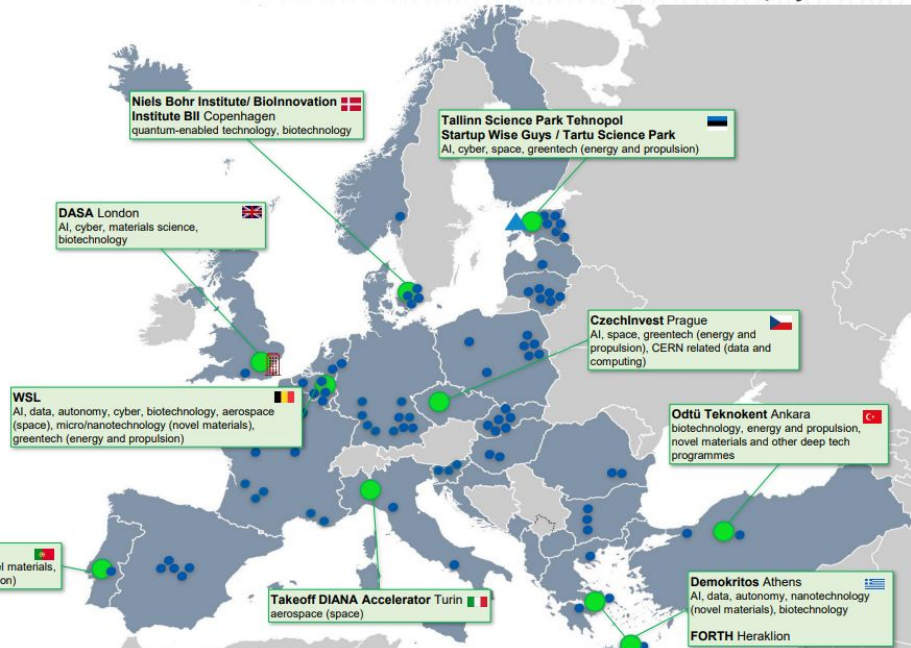 Niels Bohr Institute/ BioInnovation
Institute BII Copenhagen
quantum-enabled technology, biotechnology
Tallinn Science Park Tehnopol
Startup Wise Guys / Tartu Science Park
AI, cyber, space, greentech (energy and propulsion)
DASA London
AI, cyber, materials science,
biotechnology
CzechInvest Prague
AI, space, greentech (energy and
propulsion), CERN related (data and
computing)
WSL
AI, data, autonomy, cyber, biotechnology, aerospace
(space), micro/nanotechnology (novel materials),
greentech (energy and propulsion)
Odtü Teknokent Ankara
biotechnology, energy and propulsion,
novel materials and other deep tech
programmes
materials,
Takeoff DIANA Accelerator Turin
aerospace (space)
Demokritos Athens
AI, data, autonomy, nanotechnology
(novel materials), biotechnology
FORTH Heraklion